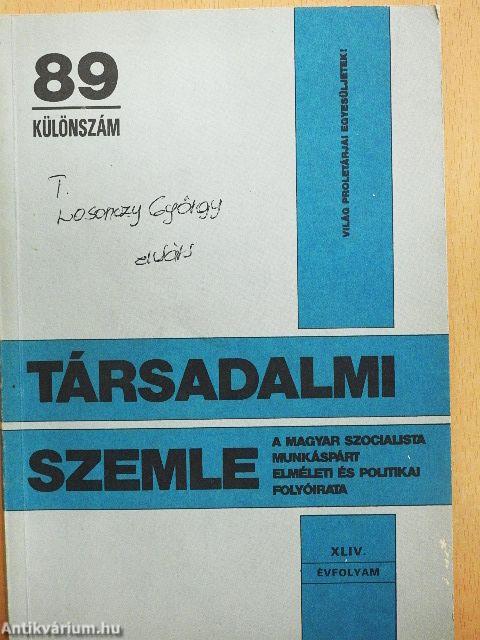 89
KÜLÖNSZÁM
VILÁG PROLETÁRJAI EGYESÜLJETEK!
T.
Losonczy György
TÁRSADALMI
SZEMLE
A MAGYAR SZOCIALISTA
MUNKÁSPÁRT
ELMÉLETI ÉS POLITIKAI
FOLYÓIRATA
XLIV.
ÉVFOLYAM
Antikvárium.hu